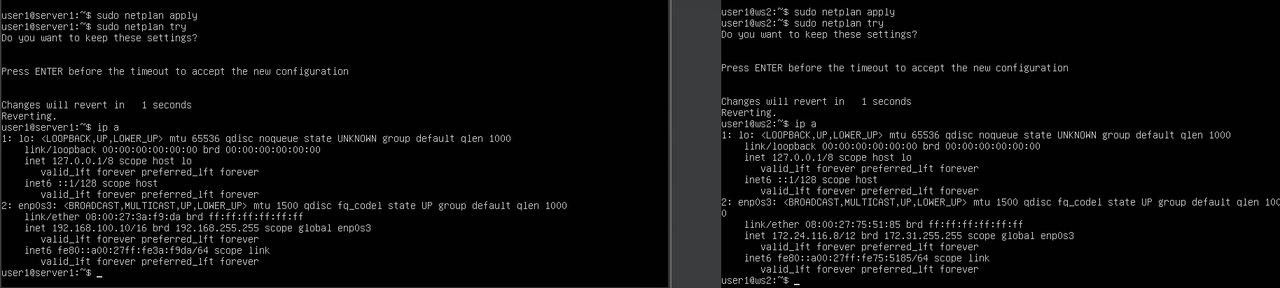 user1@server1:~$ sudo netplan apply
user1@server1:~$ sudo netplan try
Do you want to keep these settings?
Press ENTER before the timeout to accept the new configuration
Changes will revert in   1 seconds
Reverting.
user1@server1:~$ ip a
1: lo: <LOOPBACK,UP,LOWER_UP> mtu 65536 qdisc noqueue state UNKNOWN group default qlen 1000
    link/loopback 00:00:00:00:00:00 brd 00:00:00:00:00:00
    inet 127.0.0.1/8 scope host lo
       valid_lft forever preferred_lft forever
    inet6 ::1/128 scope host
       valid_lft forever preferred_lft forever
2: enp0s3: <BROADCAST,MULTICAST,UP,LOWER_UP> mtu 1500 qdisc fq_codel state UP group default qlen 1000
    link/ether 08:00:27:3a:f9:da brd ff:ff:ff:ff:ff:ff
    inet 192.168.100.10/16 brd 192.168.255.255 scope global enp0s3
       valid_lft forever preferred_lft forever
    inet6 fe80::a00:27ff:fe3a:f9da/64 scope link
       valid_lft forever preferred_lft forever
user1@server1:~$ _
user1@ws2:~$ sudo netplan apply
user1@ws2:~$ sudo netplan try
Do you want to keep these settings?
Press ENTER before the timeout to accept the new configuration
Changes will revert in   1 seconds
Reverting.
user1@ws2:~$ ip a
1: lo: <LOOPBACK,UP,LOWER_UP> mtu 65536 qdisc noqueue state UNKNOWN group default qlen 1000
    link/loopback 00:00:00:00:00:00 brd 00:00:00:00:00:00
    inet 127.0.0.1/8 scope host lo
       valid_lft forever preferred_lft forever
    inet6 ::1/128 scope host
       valid_lft forever preferred_lft forever
2: enp0s3: <BROADCAST,MULTICAST,UP,LOWER_UP> mtu 1500 qdisc fq_codel state UP group default qlen 100
0
    link/ether 08:00:27:75:51:85 brd ff:ff:ff:ff:ff:ff
    inet 172.24.116.8/12 brd 172.31.255.255 scope global enp0s3
       valid_lft forever preferred_lft forever
    inet6 fe80::a00:27ff:fe75:5185/64 scope link
       valid_lft forever preferred_lft forever
user1@ws2:~$ _